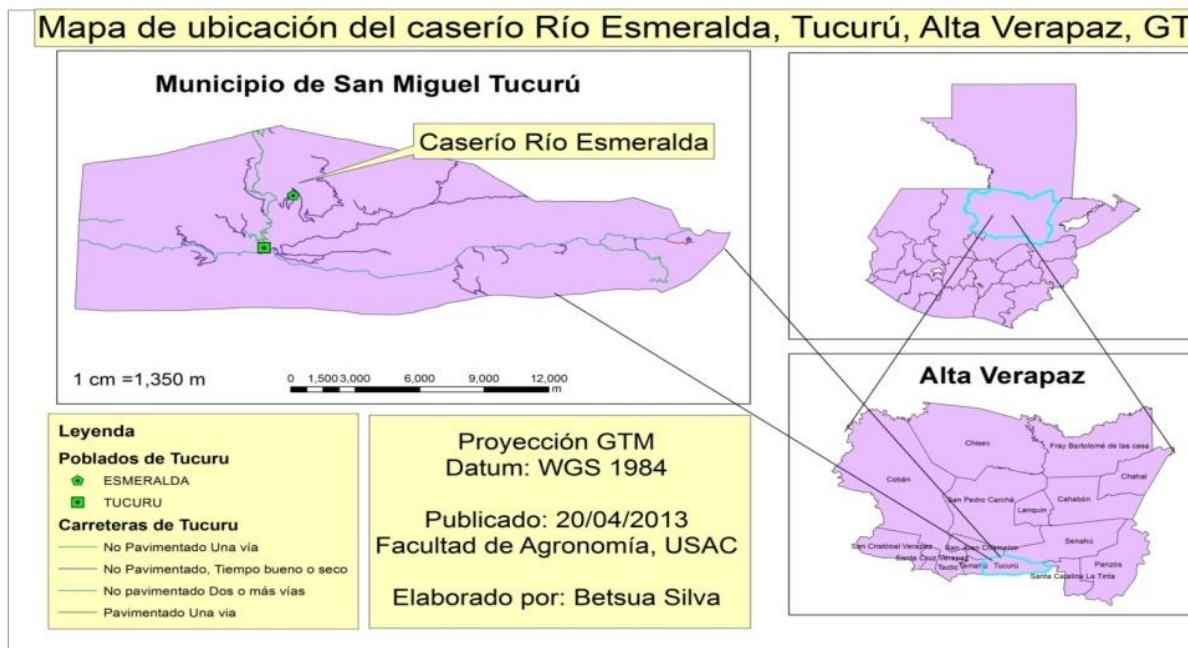 Mapa de ubicación del caserío Río Esmeralda, Tucurú, Alta Verapaz, GT
Municipio de San Miguel Tucurú
Caserío Río Esmeralda
1 cm =1,350 m
0 1,500 3,000 6,000 9,000 12,000
m
Leyenda
Poblados de Tucuru
ESMERALDA
TUCURU
Carreteras de Tucuru
No Pavimentado Una vía
No Pavimentado, Tiempo bueno o seco
No pavimentado Dos o más vías
Pavimentado Una via
Proyección GTM
Datum: WGS 1984
Publicado: 20/04/2013
Facultad de Agronomía, USAC
Elaborado por: Betsua Silva
Alta Verapaz
Chisec
Fray Bartolomé de las casa
Cobán
Chahal
San Pedro Carchá
Cahabón
Lanquín
Senahú
San Cristóbal Verapaz
San Juan Chamelco
Santa Cruz Verapaz
Tactic
Tamahú
Tucurú
Panzós
Santa Catalina La Tinta